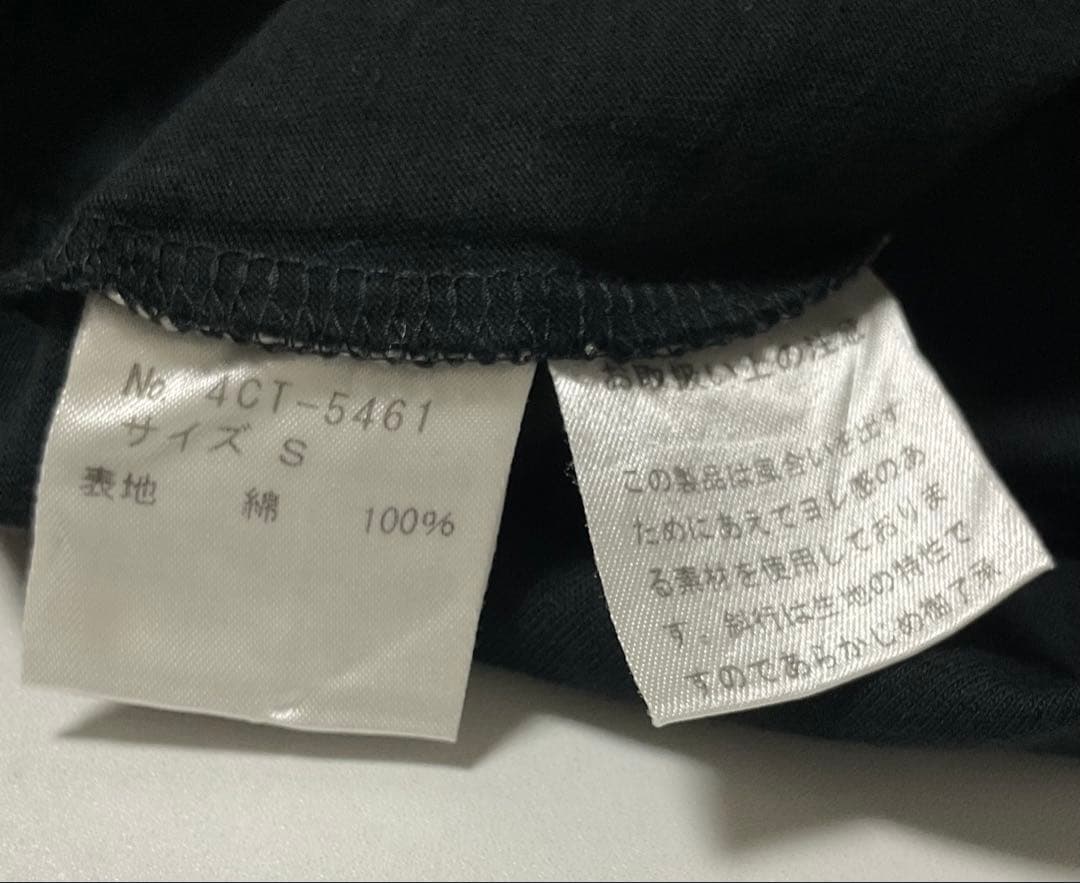 No 4CT-5461
サイズ S
表地 綿 100%
お取扱い上の注意
この製品は風合いを出す
ためにあえてヨレ感のあ
る素材を使用しておりま
す。斜行は生地の特性で
すのであらかじめ御了承